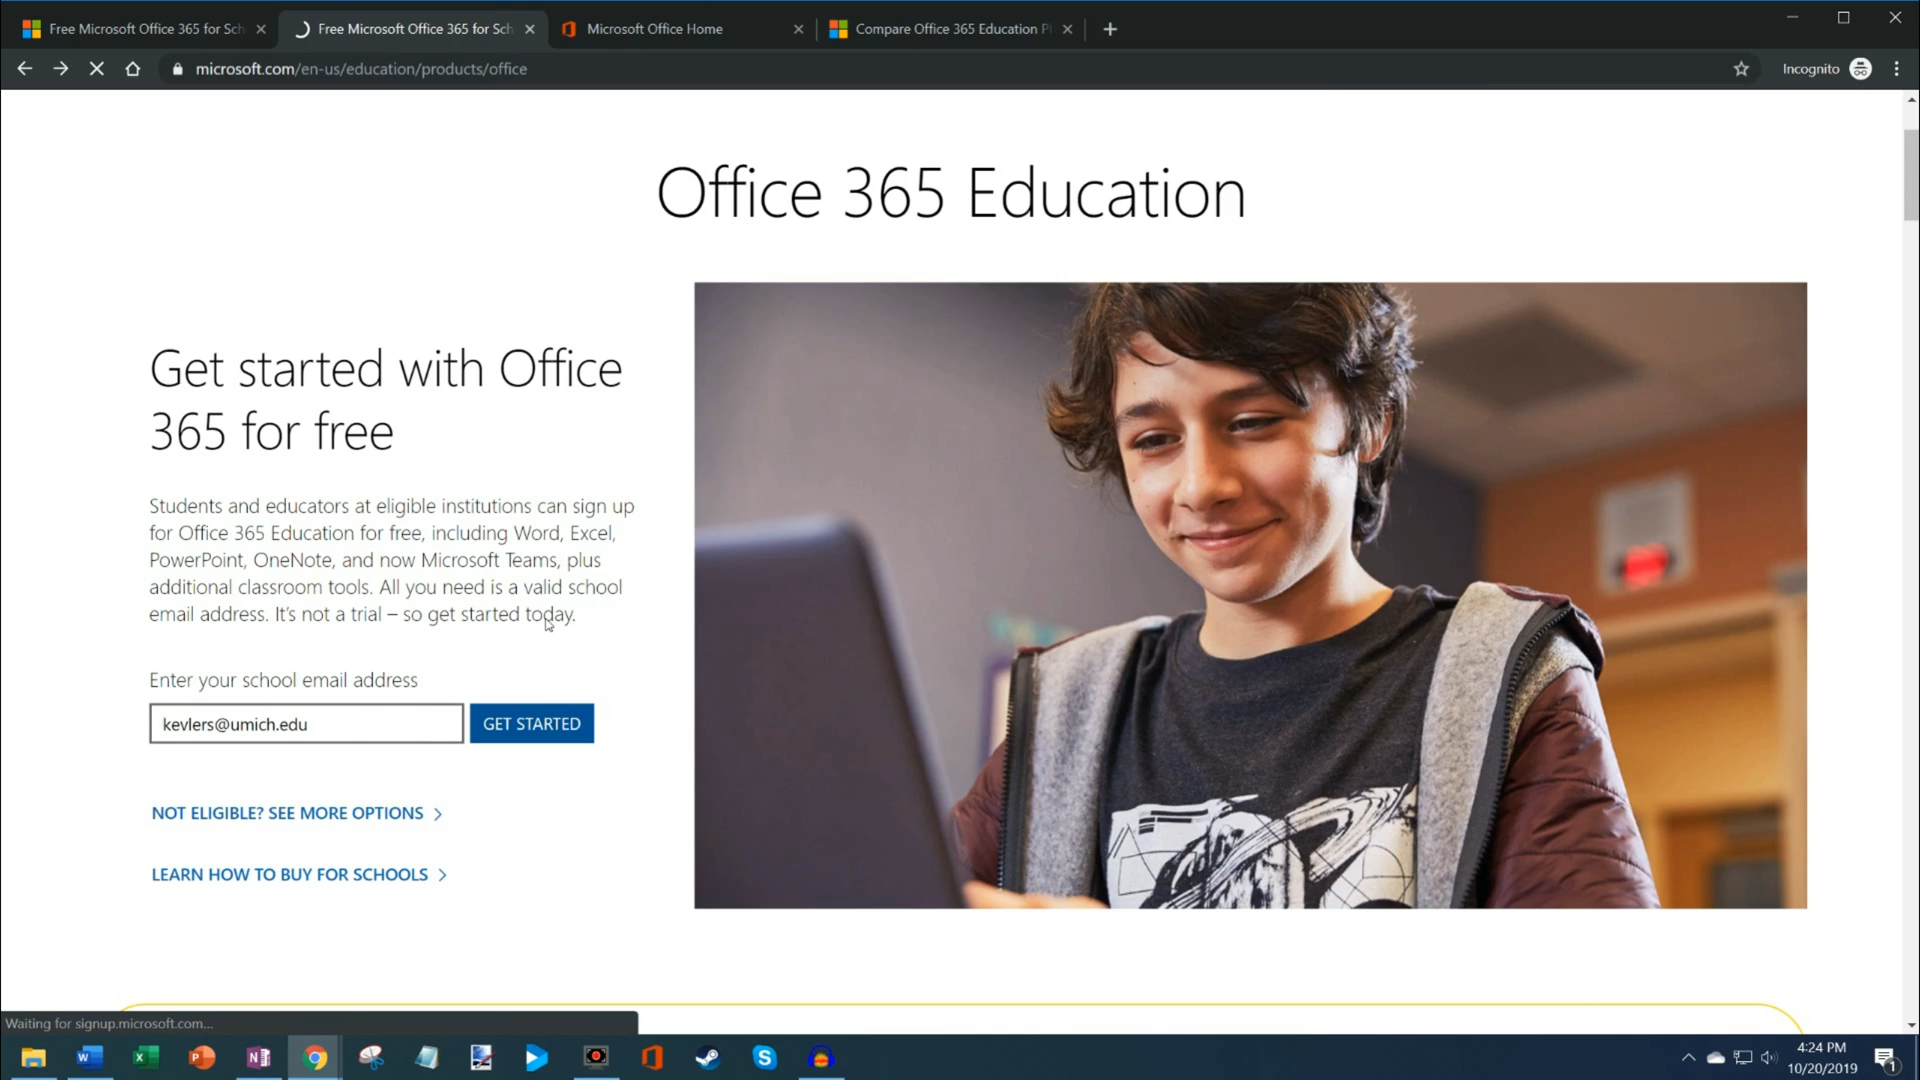 Free Microsoft Office 365 for Sch
Free Microsoft Office 365 for Sch
Microsoft Office Home
Compare Office 365 Education Pl
microsoft.com/en-us/education/products/office
Incognito
Office 365 Education
Get started with Office
365 for free
Students and educators at eligible institutions can sign up
for Office 365 Education for free, including Word, Excel,
PowerPoint, OneNote, and now Microsoft Teams, plus
additional classroom tools. All you need is a valid school
email address. It's not a trial – so get started today.
Enter your school email address
kevlers@umich.edu
GET STARTED
NOT ELIGIBLE? SEE MORE OPTIONS
LEARN HOW TO BUY FOR SCHOOLS
Waiting for signup.microsoft.com...
4:24 PM
10/20/2019
1